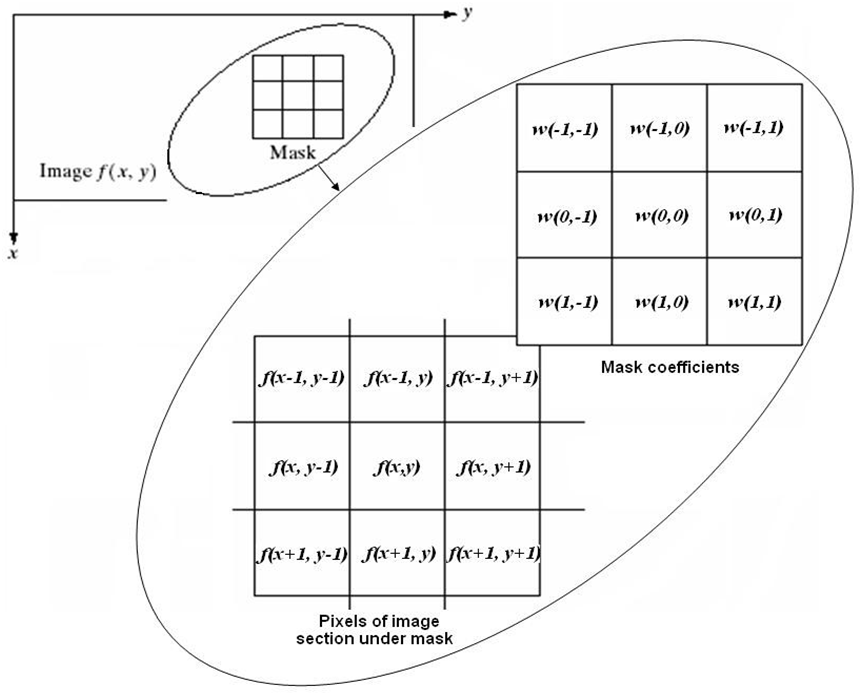 y
Mask
Image f(x, y)
x
w(-1,-1) w(-1,0) w(-1,1)
w(0,-1) w(0,0) w(0,1)
w(1,-1) w(1,0) w(1,1)
Mask coefficients
f(x-1, y-1) f(x-1, y) f(x-1, y+1)
f(x, y-1) f(x,y) f(x, y+1)
f(x+1, y-1) f(x+1, y) f(x+1, y+1)
Pixels of image
section under mask